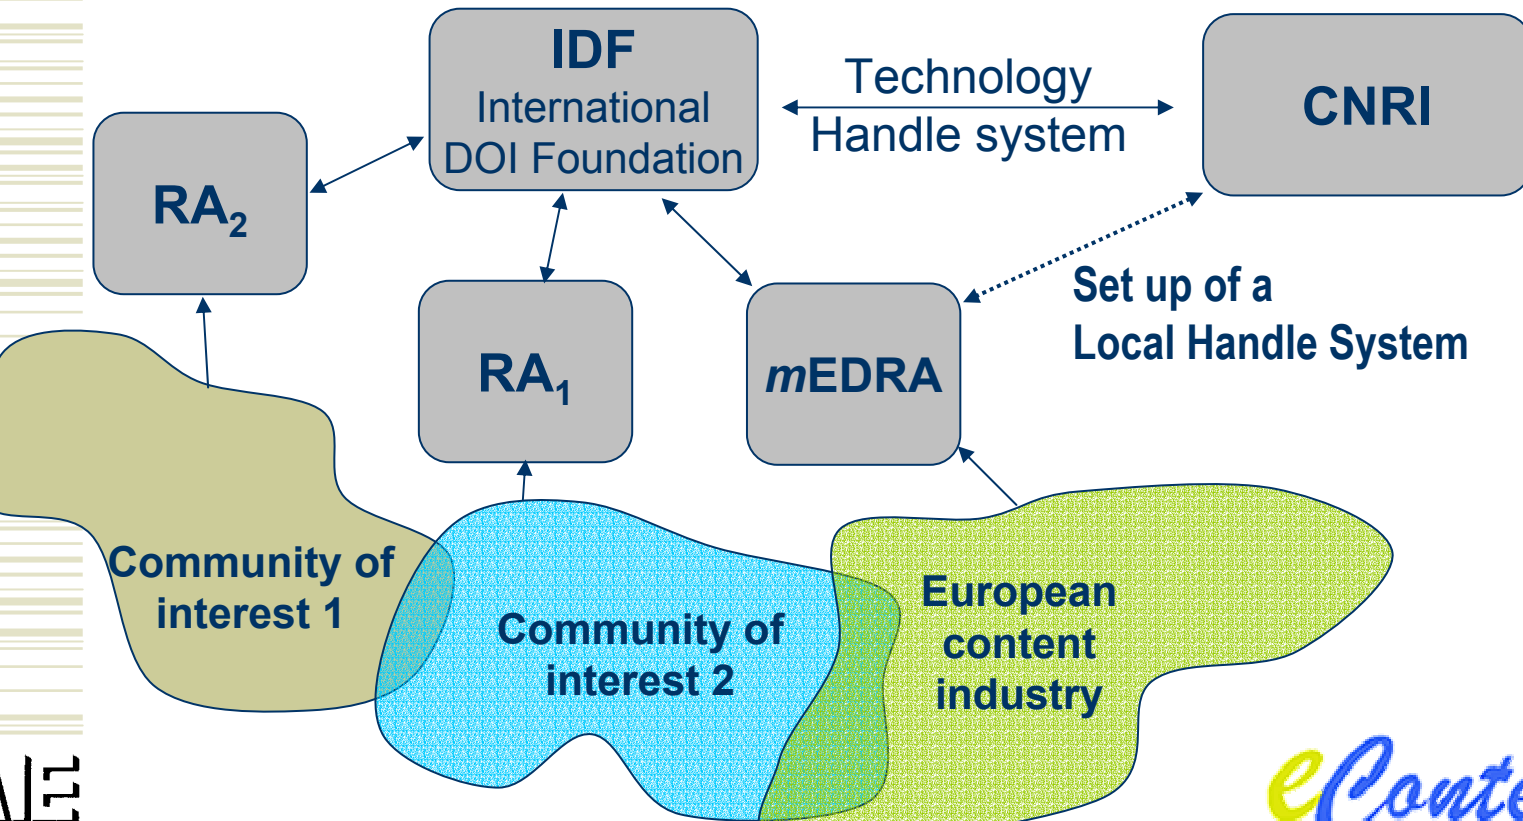 IDF
International
DOI Foundation
Technology
Handle system
CNRI
RA2
RA1
mEDRA
Set up of a
Local Handle System
Community of
interest 1
Community of
interest 2
European
content
industry
eConte